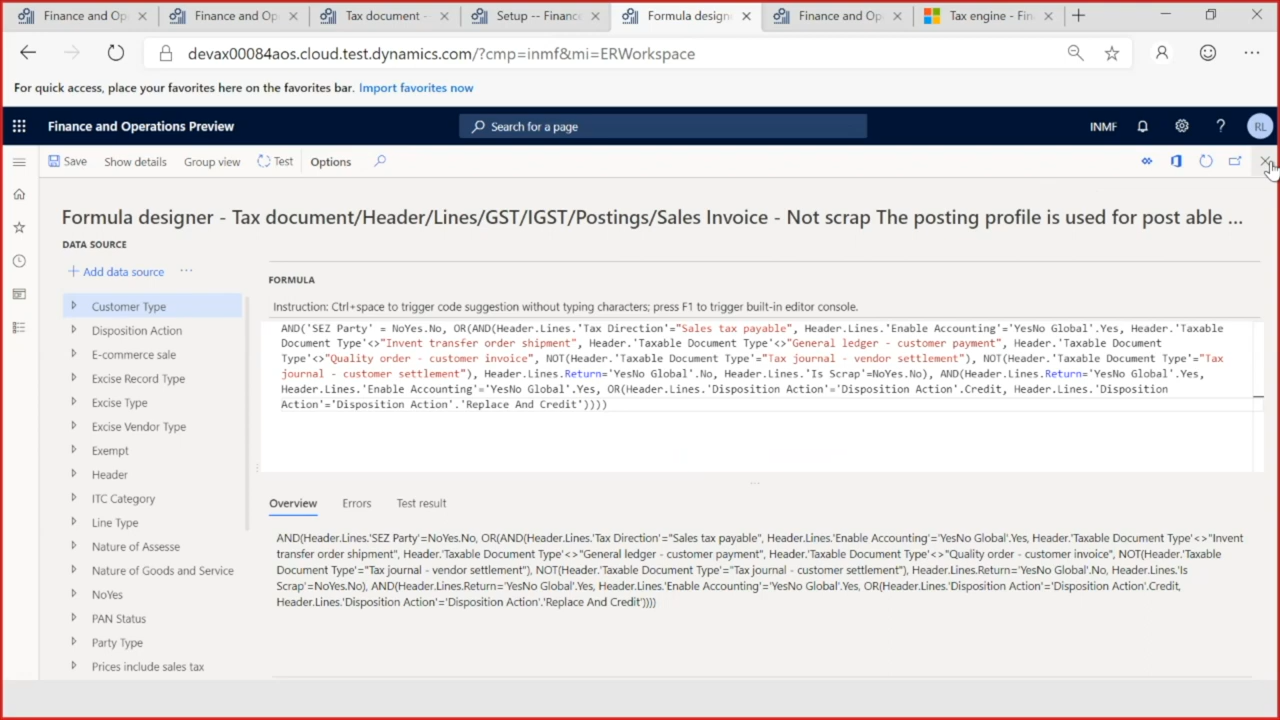 Finance and Op
Finance and Op
Tax document -
Setup -- Financ
Formula design
Finance and Op
Tax engine - Fin
devax00084aos.cloud.test.dynamics.com/?cmp=inmf&mi=ERWorkspace
For quick access, place your favorites here on the favorites bar. Import favorites now
Finance and Operations Preview
Search for a page
INMF
RL
Save
Show details
Group view
Test
Options
Formula designer - Tax document/Header/Lines/GST/IGST/Postings/Sales Invoice - Not scrap The posting profile is used for post able ...
DATA SOURCE
+ Add data source ...
Customer Type
Disposition Action
E-commerce sale
Excise Record Type
Excise Type
Excise Vendor Type
Exempt
Header
ITC Category
Line Type
Nature of Assesse
Nature of Goods and Service
NoYes
PAN Status
Party Type
Prices include sales tax
FORMULA
Instruction: Ctrl+space to trigger code suggestion without typing characters; press F1 to trigger built-in editor console.
AND('SEZ Party' = NoYes.No, OR(AND(Header.Lines.'Tax Direction'="Sales tax payable", Header.Lines.'Enable Accounting'='YesNo Global'.Yes, Header.'Taxable
Document Type'<>"Invent transfer order shipment", Header.'Taxable Document Type'<>"General ledger - customer payment", Header.'Taxable Document
Type'<>"Quality order - customer invoice", NOT(Header.'Taxable Document Type'="Tax journal - vendor settlement"), NOT(Header.'Taxable Document Type'="Tax
journal - customer settlement"), Header.Lines.Return='YesNo Global'.No, Header.Lines.'Is Scrap'=NoYes.No), AND(Header.Lines.Return='YesNo Global'.Yes,
Header.Lines.'Enable Accounting'='YesNo Global'.Yes, OR(Header.Lines.'Disposition Action'='Disposition Action'.Credit, Header.Lines.'Disposition
Action'='Disposition Action'.'Replace And Credit'))))
Overview
Errors
Test result
AND(Header.Lines.'SEZ Party'=NoYes.No, OR(AND(Header.Lines.'Tax Direction'="Sales tax payable", Header.Lines.'Enable Accounting'='YesNo Global'.Yes, Header.'Taxable Document Type'<>"Invent
transfer order shipment", Header.'Taxable Document Type'<>"General ledger - customer payment", Header.'Taxable Document Type'<>"Quality order - customer invoice", NOT(Header.'Taxable
Document Type'="Tax journal - vendor settlement"), NOT(Header.'Taxable Document Type'="Tax journal - customer settlement"), Header.Lines.Return='YesNo Global'.No, Header.Lines.'Is
Scrap'=NoYes.No), AND(Header.Lines.Return='YesNo Global'.Yes, Header.Lines.'Enable Accounting'='YesNo Global'.Yes, OR(Header.Lines.'Disposition Action'='Disposition Action'.Credit,
Header.Lines.'Disposition Action'='Disposition Action'.'Replace And Credit'))))